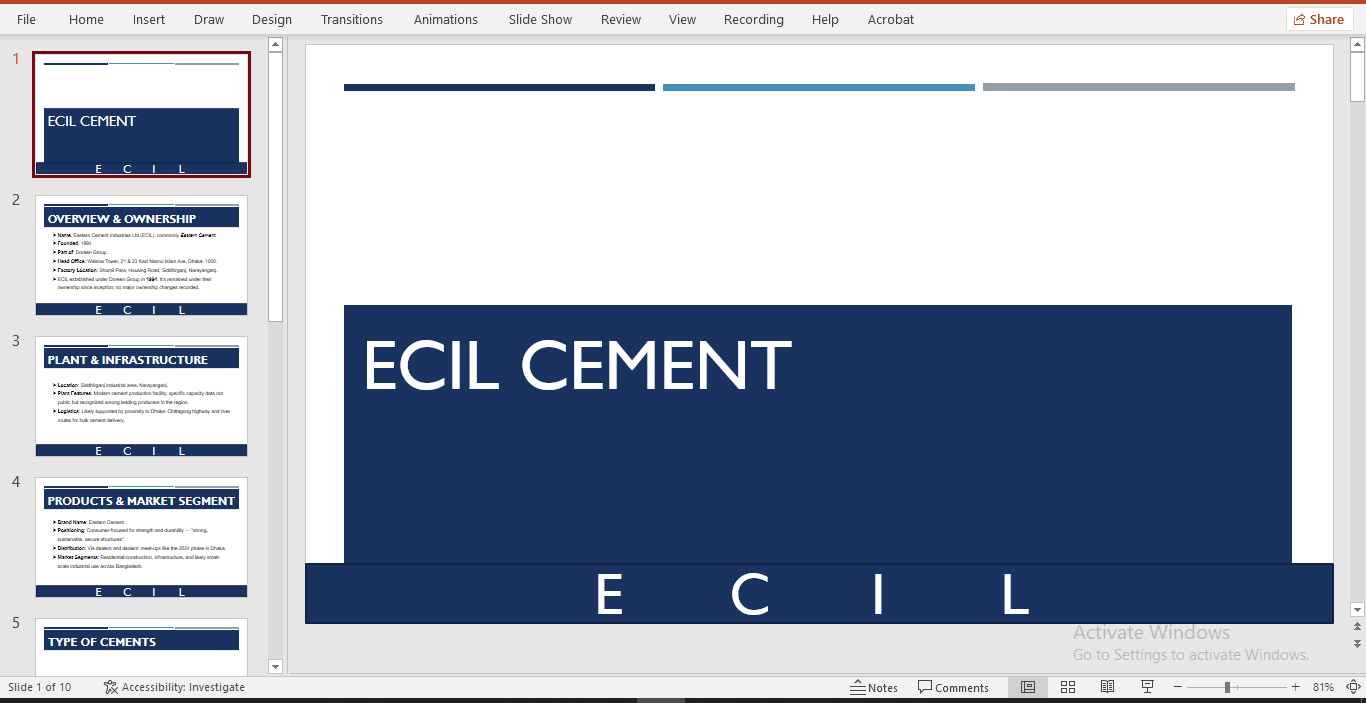 File Home Insert Draw Design Transitions Animations Slide Show Review View Recording Help Acrobat Share
1
ECIL CEMENT
E C I L
2
OVERVIEW & OWNERSHIP
Name: Eastern Cement Industries Ltd (ECIL), commonly Eastern Cement
Founded: 1994
Part of: Doreen Group.
Head Office: Walsow Tower, 21 & 23 Kazi Nazrul Islam Ave, Dhaka-1000.
Factory Location: Shumil Para, Housing Road, Siddhirganj, Narayanganj.
ECIL established under Doreen Group in 1994. It's remained under their
ownership since inception; no major ownership changes recorded.
E C I L
3
PLANT & INFRASTRUCTURE
Location: Siddhirganj industrial area, Narayanganj.
Plant Features: Modern cement production facility; specific capacity data not
public but recognized among leading producers in the region.
Logistics: Likely supported by proximity to Dhaka–Chittagong highway and river
routes for bulk cement delivery.
E C I L
4
PRODUCTS & MARKET SEGMENT
Brand Name: Eastern Cement.
Positioning: Consumer-focused for strength and durability — "strong,
sustainable, secure structures".
Distribution: Via dealers and dealers' meet-ups like the 2024 phase in Dhaka.
Market Segments: Residential/construction, infrastructure, and likely small-
scale industrial use across Bangladesh.
E C I L
5
TYPE OF CEMENTS
ECIL CEMENT
E C I L
Activate Windows
Go to Settings to activate Windows.
Slide 1 of 10 Accessibility: Investigate Notes Comments 81%